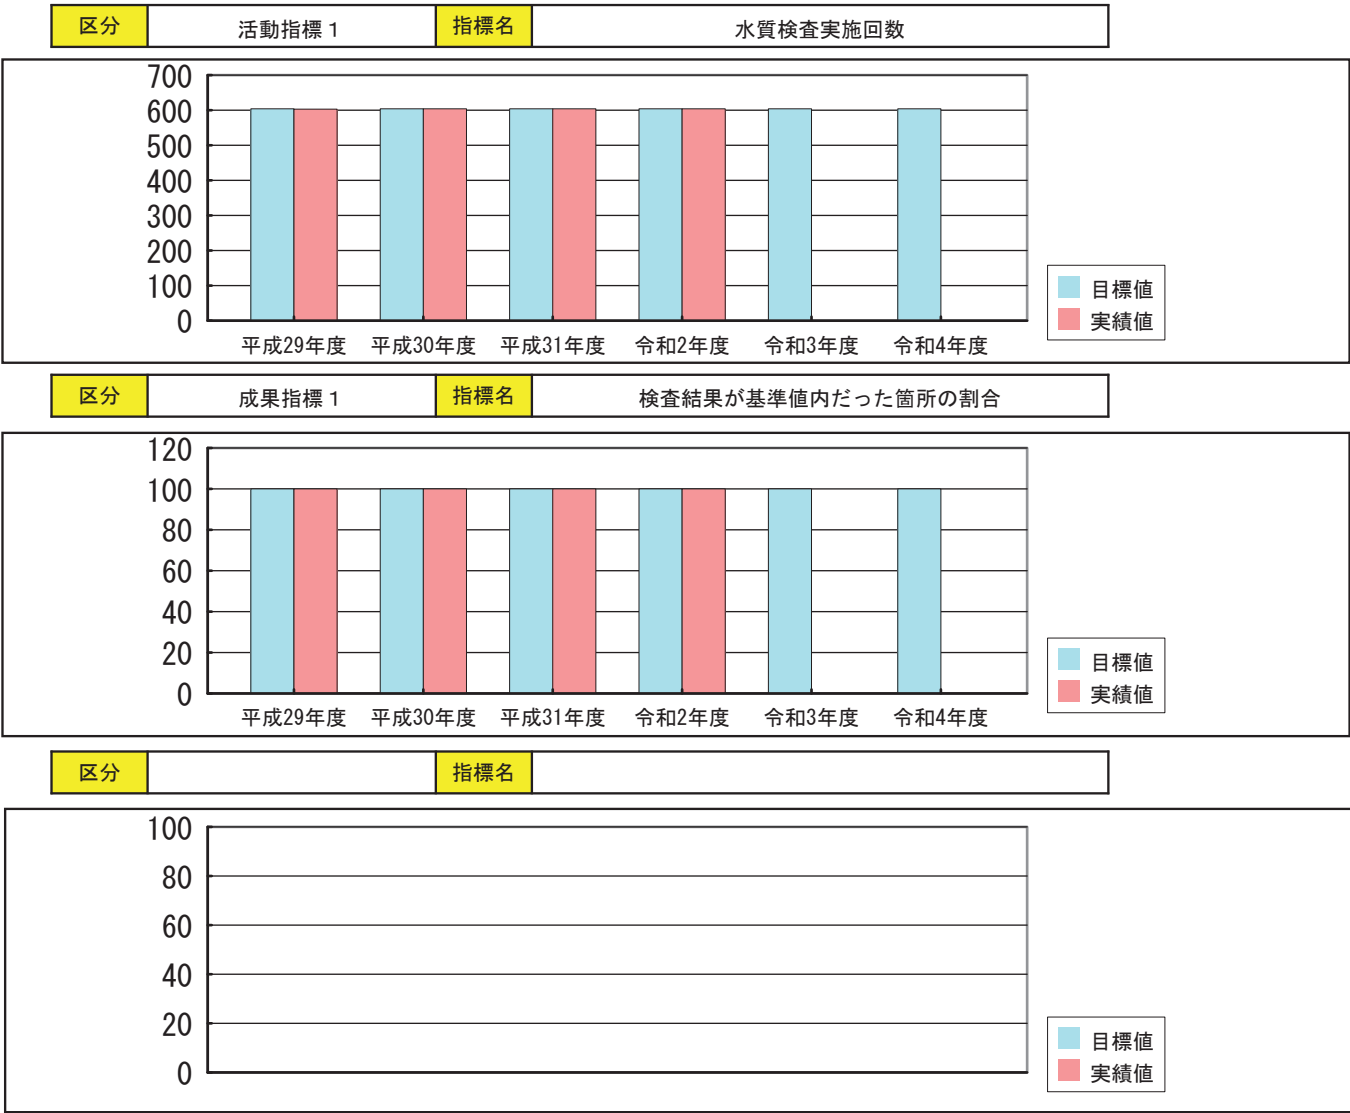 区分 活動指標1 指標名 水質検査実施回数
700
600
500
400
300
200
100
0
平成29年度 平成30年度 平成31年度 令和2年度 令和3年度 令和4年度
目標値
実績値
区分 成果指標1 指標名 検査結果が基準値内だった箇所の割合
120
100
80
60
40
20
0
平成29年度 平成30年度 平成31年度 令和2年度 令和3年度 令和4年度
目標値
実績値
区分 指標名
100
80
60
40
20
0
目標値
実績値